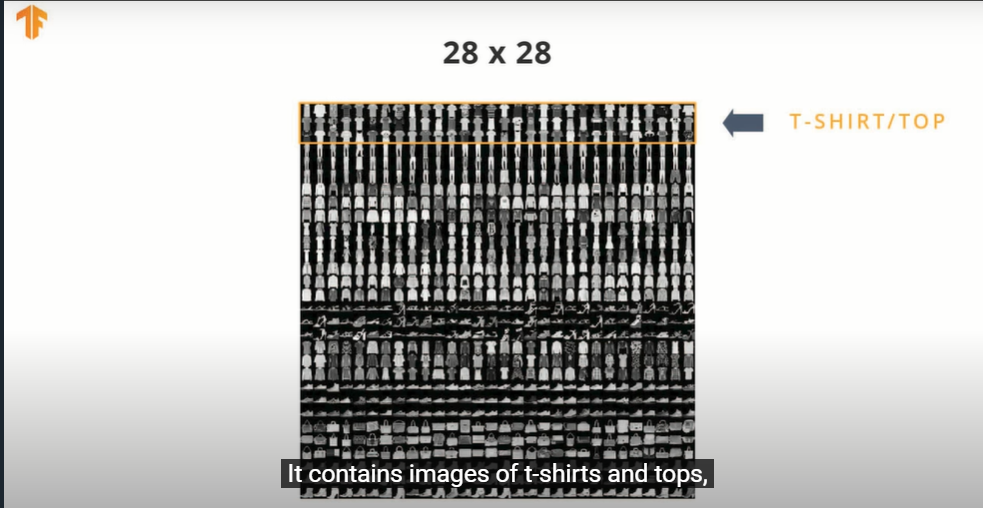 28 x 28
T-SHIRT/TOP
It contains images of t-shirts and tops,